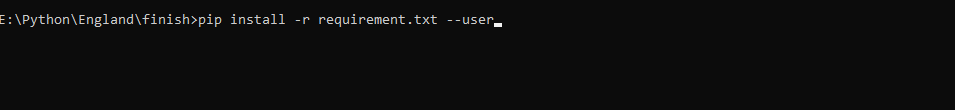 E:\Python\England\finish>pip install -r requirement.txt --user